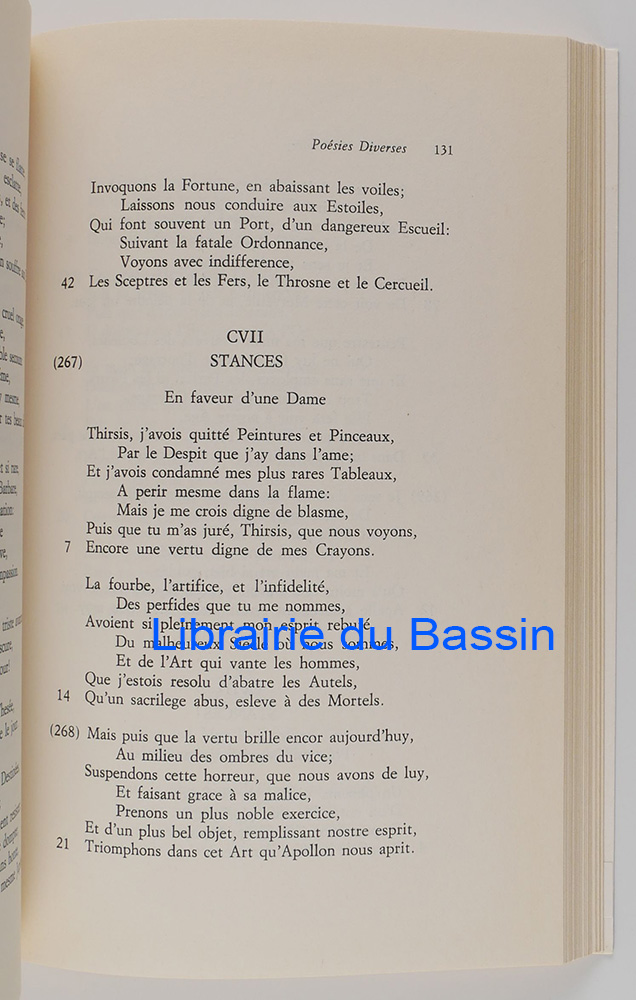 Poésies Diverses 131
Invoquons la Fortune, en abaissant les voiles;
Laissons nous conduire aux Estoiles,
Qui font souvent un Port, d'un dangereux Escueil:
Suivant la fatale Ordonnance,
Voyons avec indifference,
42 Les Sceptres et les Fers, le Throsne et le Cercueil.
CVII
(267) STANCES
En faveur d'une Dame
Thirsis, j'avois quitté Peintures et Pinceaux,
Par le Despit que j'ay dans l'ame;
Et j'avois condamné mes plus rares Tableaux,
A perir mesme dans la flame:
Mais je me crois digne de blasme,
Puis que tu m'as juré, Thirsis, que nous voyons,
7 Encore une vertu digne de mes Crayons.
La fourbe, l'artifice, et l'infidelité,
Des perfides que tu me nommes,
Avoient si pleinement mon esprit rebuté
Du malheureux Siecle où nous sommes,
Librairie du Bassin
Et de l'Art qui vante les hommes,
Que j'estois resolu d'abatre les Autels,
14 Qu'un sacrilege abus, esleve à des Mortels.
(268) Mais puis que la vertu brille encor aujourd'huy,
Au milieu des ombres du vice;
Suspendons cette horreur, que nous avons de luy,
Et faisant grace à sa malice,
Prenons un plus noble exercice,
Et d'un plus bel objet, remplissant nostre esprit,
21 Triomphons dans cet Art qu'Apollon nous aprit.